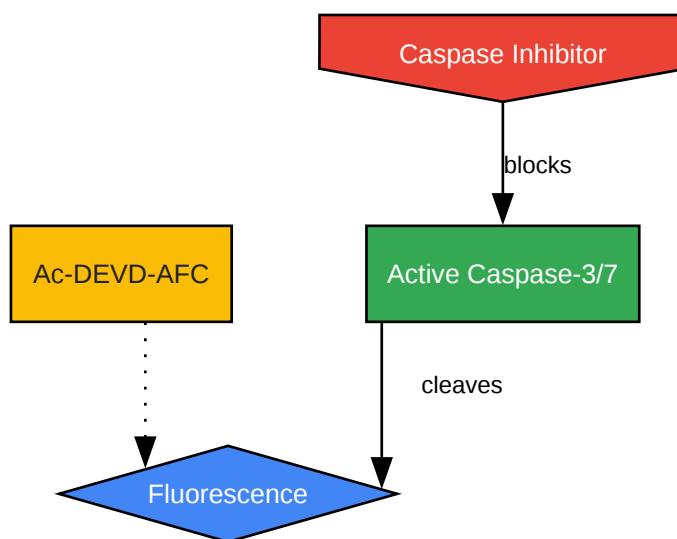 Caspase Inhibitor
blocks
Ac-DEVD-AFC
Active Caspase-3/7
cleaves
Fluorescence